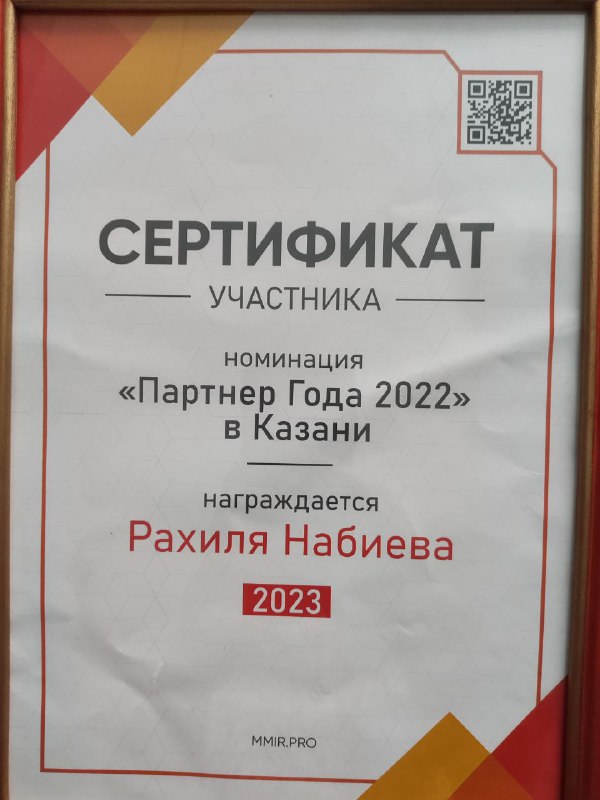 СЕРТИФИКАТ
УЧАСТНИКА
номинация
«Партнер Года 2022»
в Казани
награждается
Рахиля Набиева
2023
MMIR.PRO